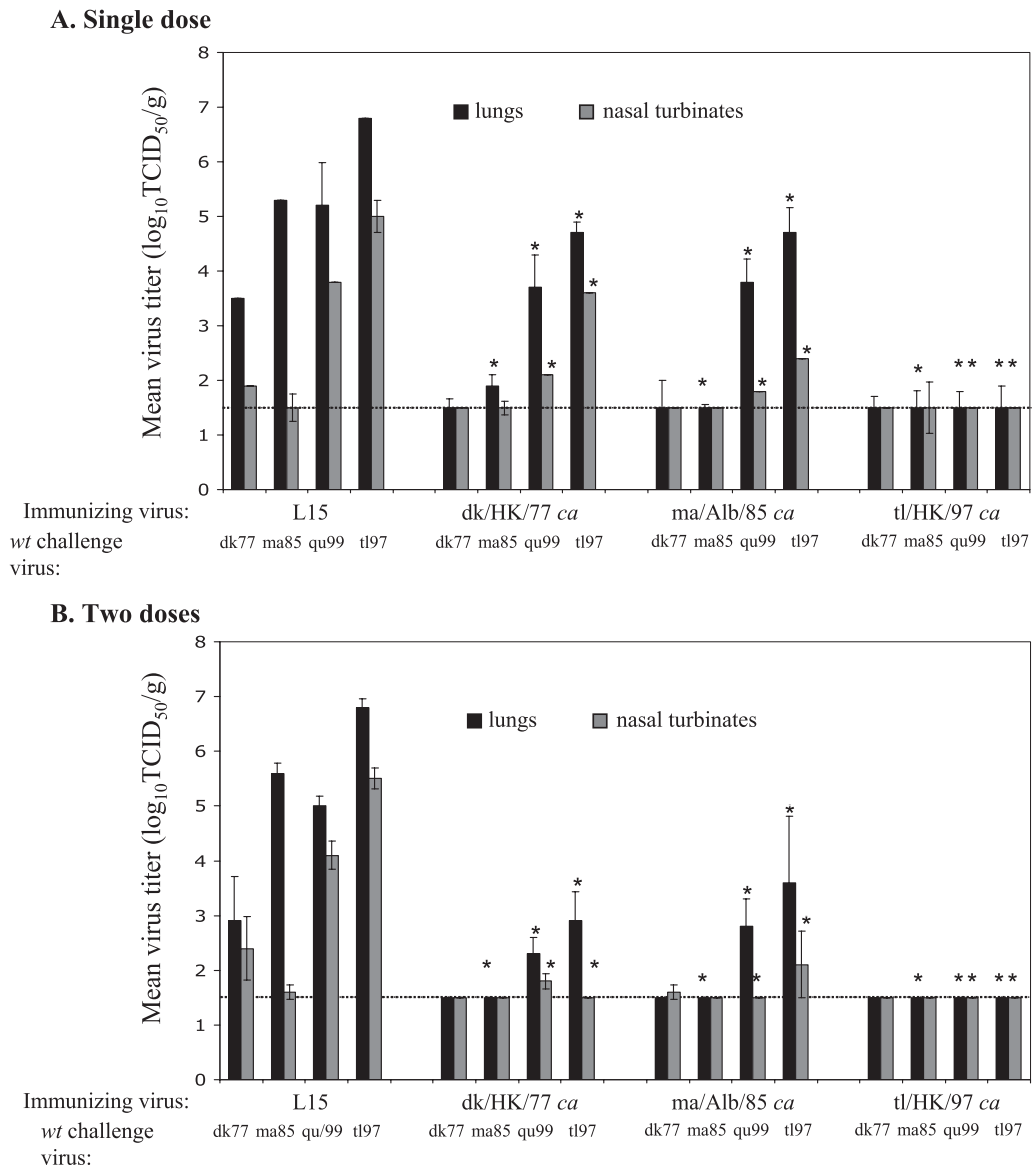 A. Single dose
8
7
6
5
4
3
2
1
0
Mean virus titer (log10TCID50/g)
lungs nasal turbinates
* * * * * * * * * * * * * * * *
Immunizing virus: L15 dk/HK/77 ca ma/Alb/85 ca tl/HK/97 ca
wt challenge virus: dk77 ma85 qu99 tl97 dk77 ma85 qu99 tl97 dk77 ma85 qu99 tl97 dk77 ma85 qu99 tl97
B. Two doses
8
7
6
5
4
3
2
1
0
Mean virus titer (log10TCID50/g)
lungs nasal turbinates
* * * * * * * * * * * * * * *
Immunizing virus: L15 dk/HK/77 ca ma/Alb/85 ca tl/HK/97 ca
wt challenge virus: dk77 ma85 qu/99 tl97 dk77 ma85 qu99 tl97 dk77 ma85 qu99 tl97 dk77 ma85 qu99 tl97